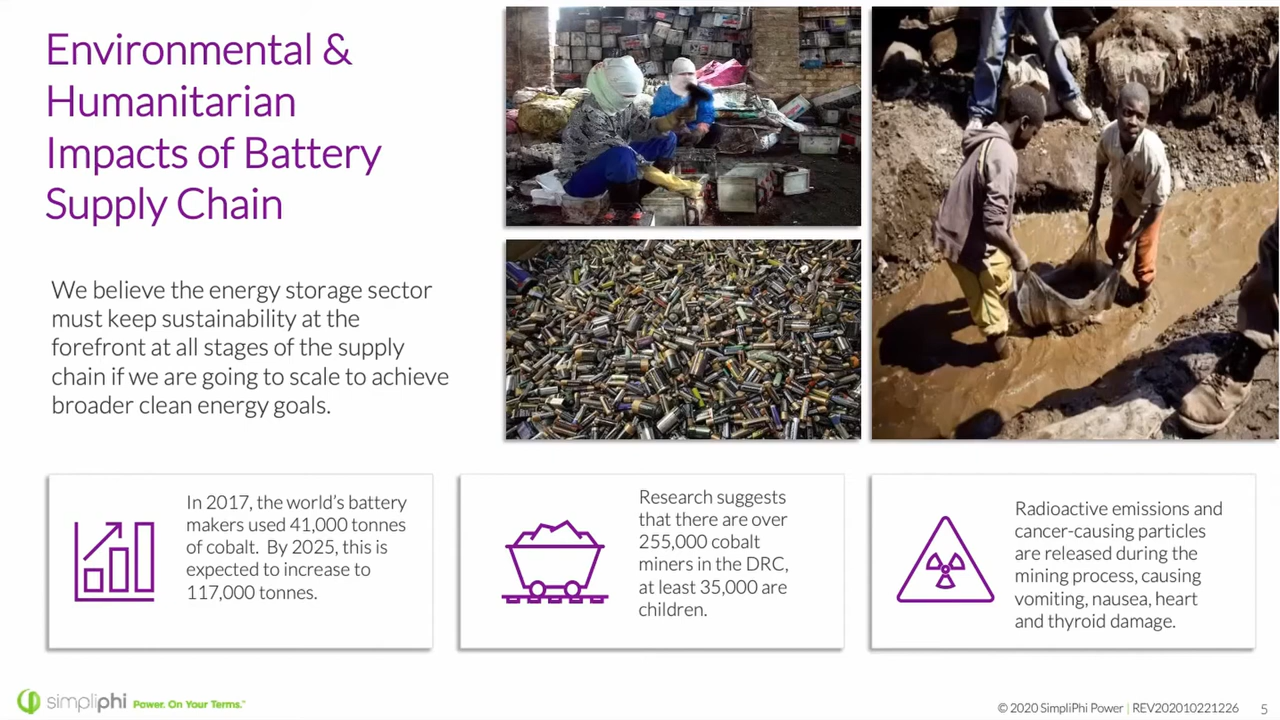 Environmental &
Humanitarian
Impacts of Battery
Supply Chain
We believe the energy storage sector
must keep sustainability at the
forefront at all stages of the supply
chain if we are going to scale to achieve
broader clean energy goals.
In 2017, the world's battery
makers used 41,000 tonnes
of cobalt.  By 2025, this is
expected to increase to
117,000 tonnes.
Research suggests
that there are over
255,000 cobalt
miners in the DRC,
at least 35,000 are
children.
Radioactive emissions and
cancer-causing particles
are released during the
mining process, causing
vomiting, nausea, heart
and thyroid damage.
simpliphi Power. On Your Terms.™
© 2020 SimpliPhi Power | REV202010221226 5